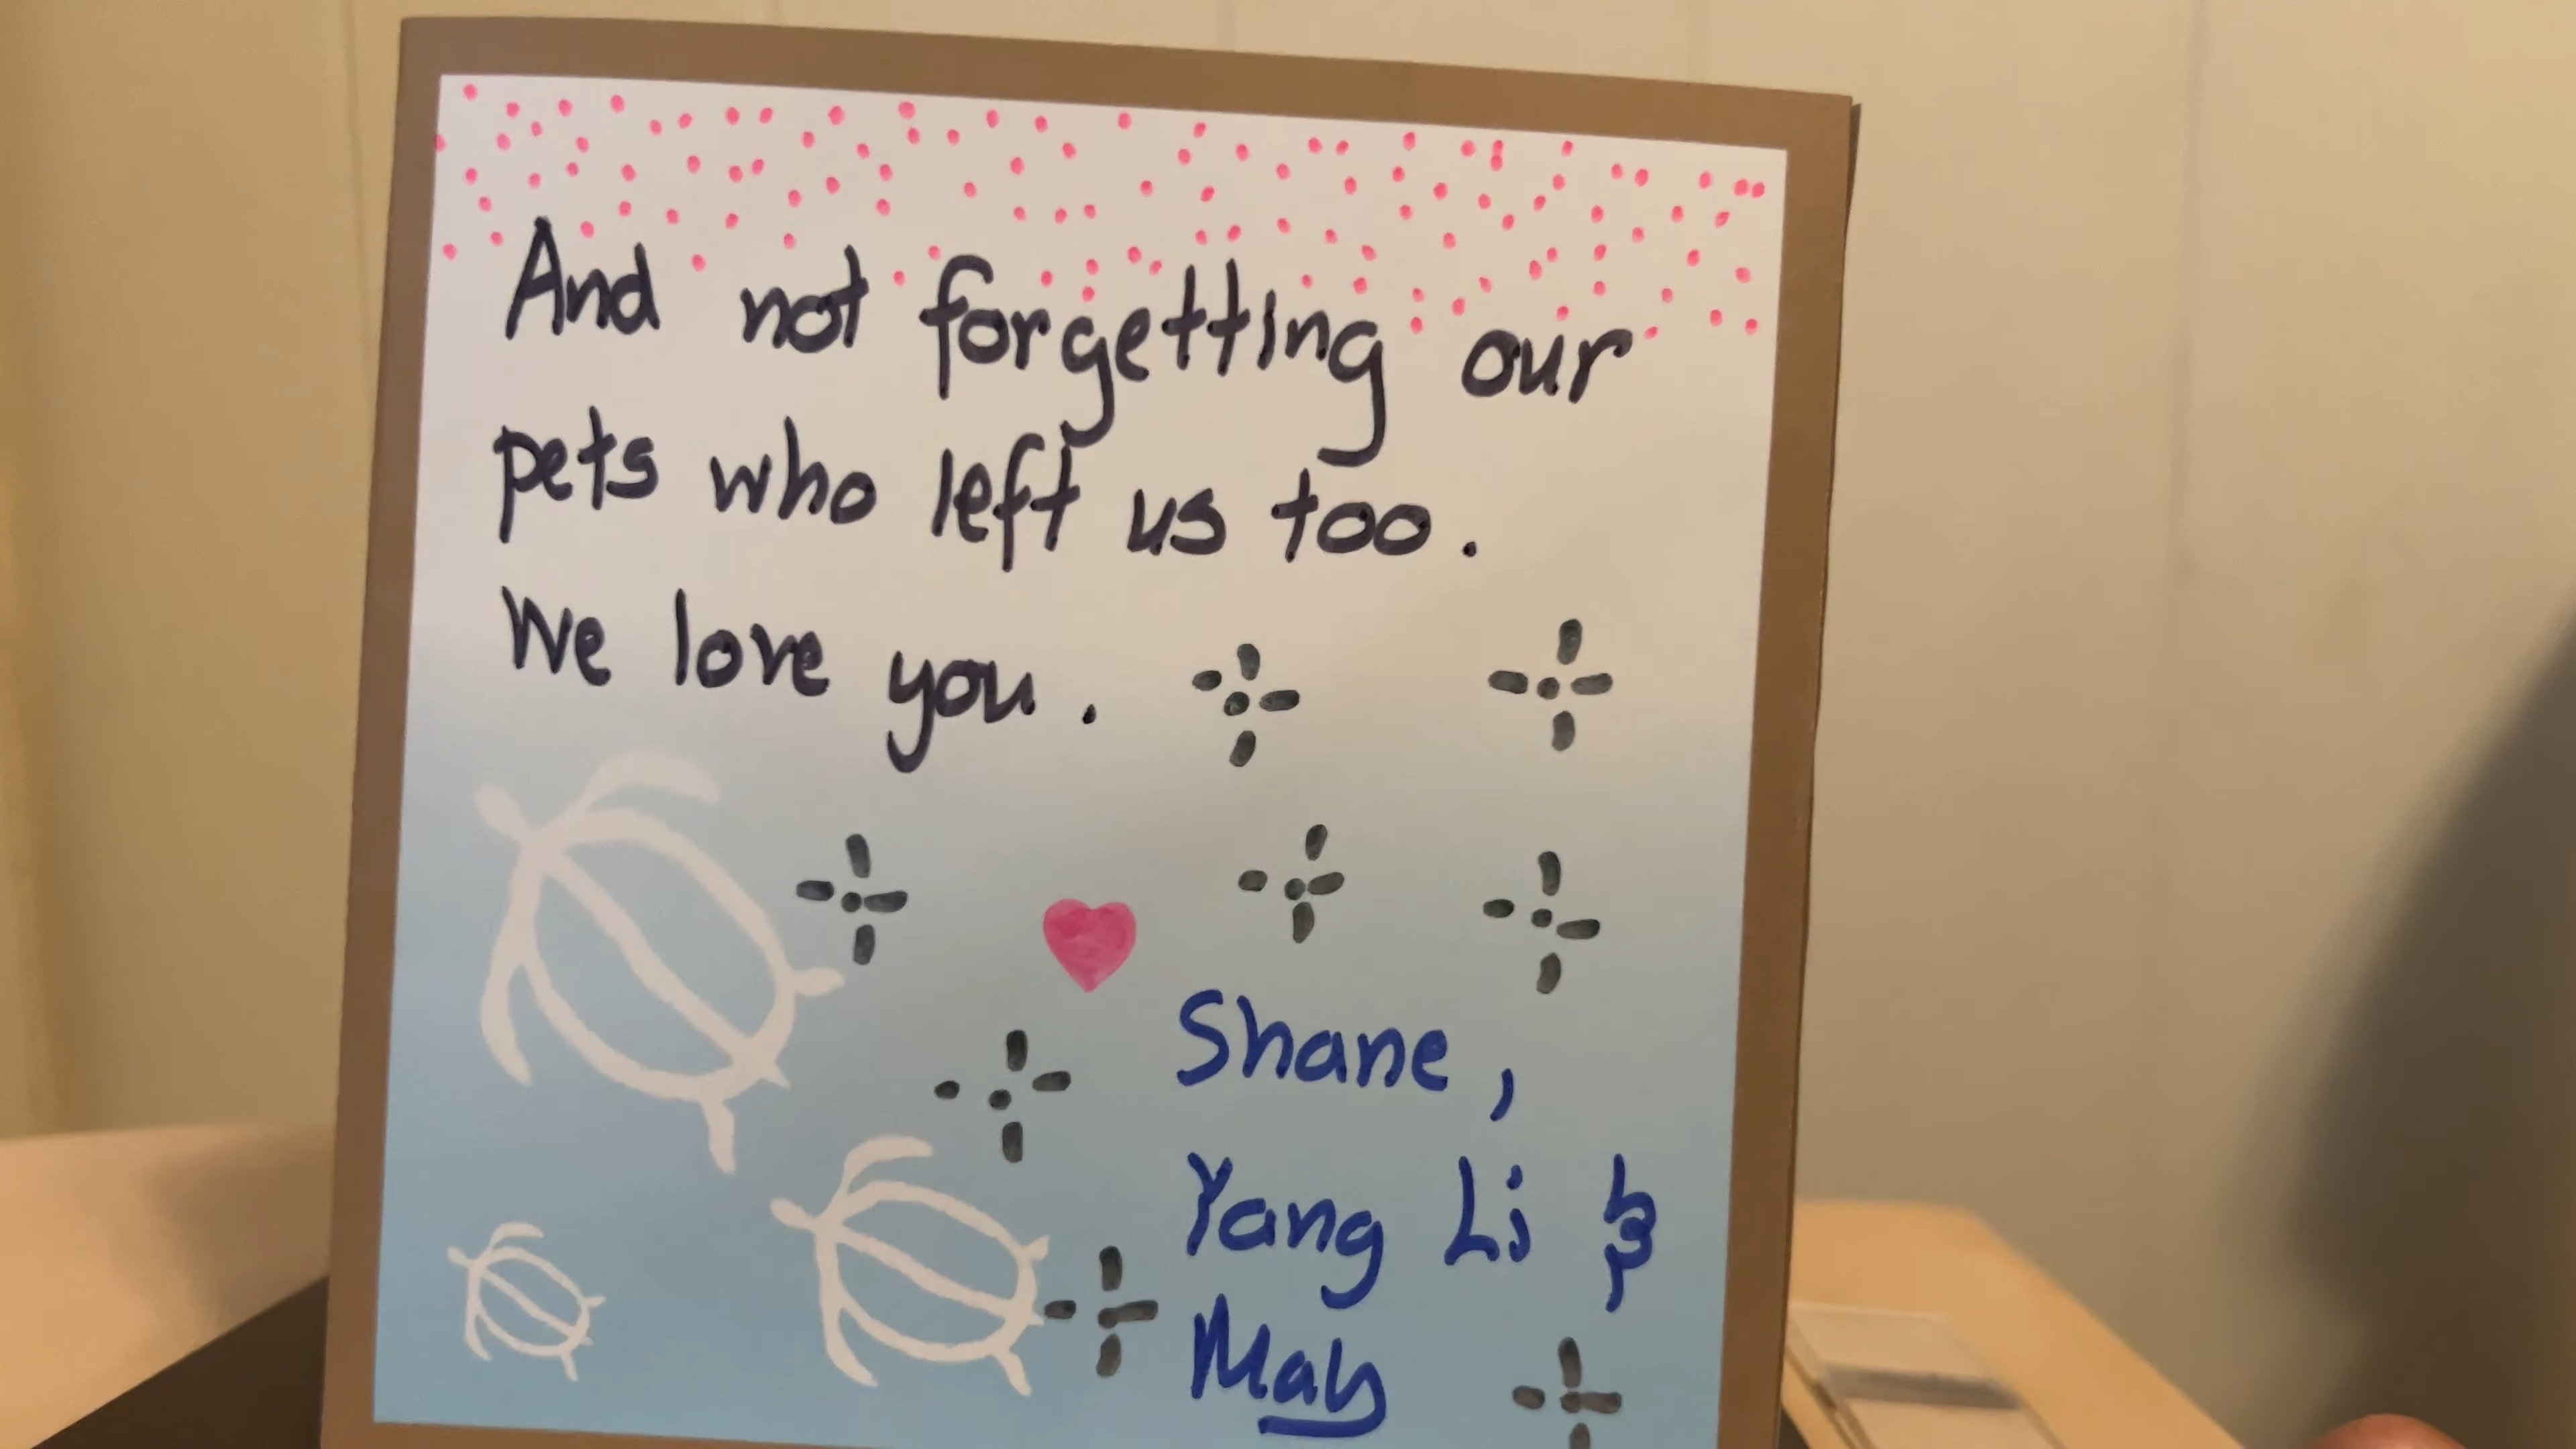 And not forgetting our
pets who left us too.
We love you.
Shane,
Yang Li &
May